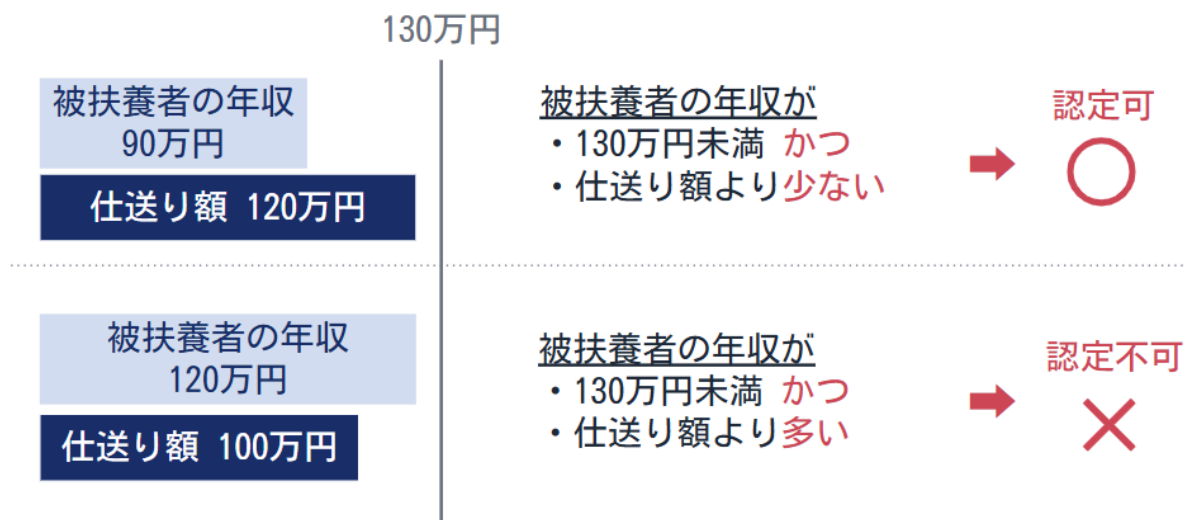 130万円
被扶養者の年収
90万円
仕送り額 120万円
被扶養者の年収が
・130万円未満 かつ
・仕送り額より少ない
認定可
被扶養者の年収
120万円
仕送り額 100万円
被扶養者の年収が
・130万円未満 かつ
・仕送り額より多い
認定不可